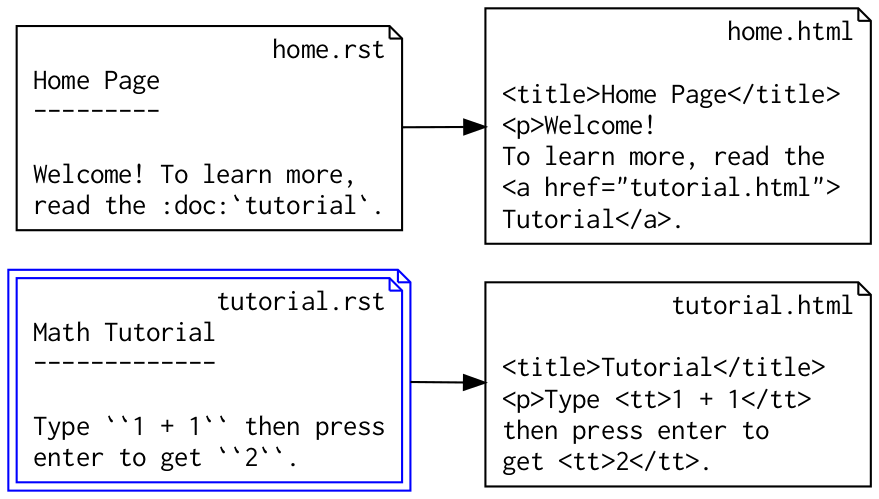 home.rst
Home Page
---------
Welcome! To learn more,
read the :doc:`tutorial`.
home.html
<title>Home Page</title>
<p>Welcome!
To learn more, read the
<a href="tutorial.html">
Tutorial</a>.
tutorial.rst
Math Tutorial
-------------
Type ``1 + 1`` then press
enter to get ``2``.
tutorial.html
<title>Tutorial</title>
<p>Type <tt>1 + 1</tt>
then press enter to
get <tt>2</tt>.